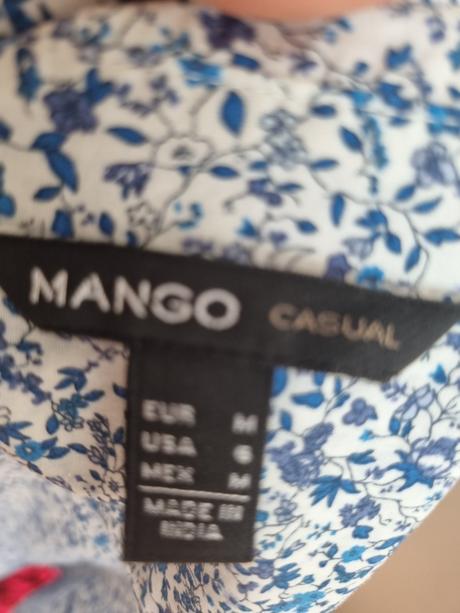 MANGO CASUAL
EUR M
USA 6
MEX M
MADE IN
INDIA